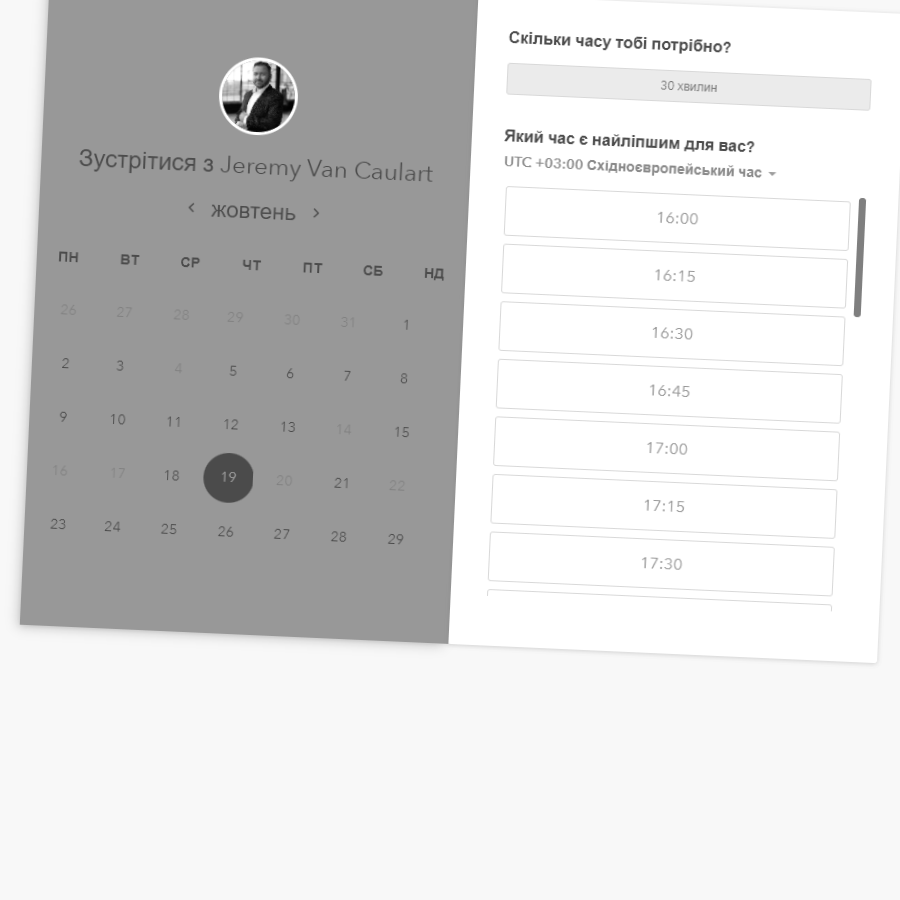 Зустрітися з Jeremy Van Caulart
жовтень
ПН ВТ СР ЧТ ПТ СБ НД
26 27 28 29 30 31 1
2 3 4 5 6 7 8
9 10 11 12 13 14 15
16 17 18 19 20 21 22
23 24 25 26 27 28 29
Скільки часу тобі потрібно?
30 хвилин
Який час є найліпшим для вас?
UTC +03:00 Східноєвропейський час
16:00
16:15
16:30
16:45
17:00
17:15
17:30